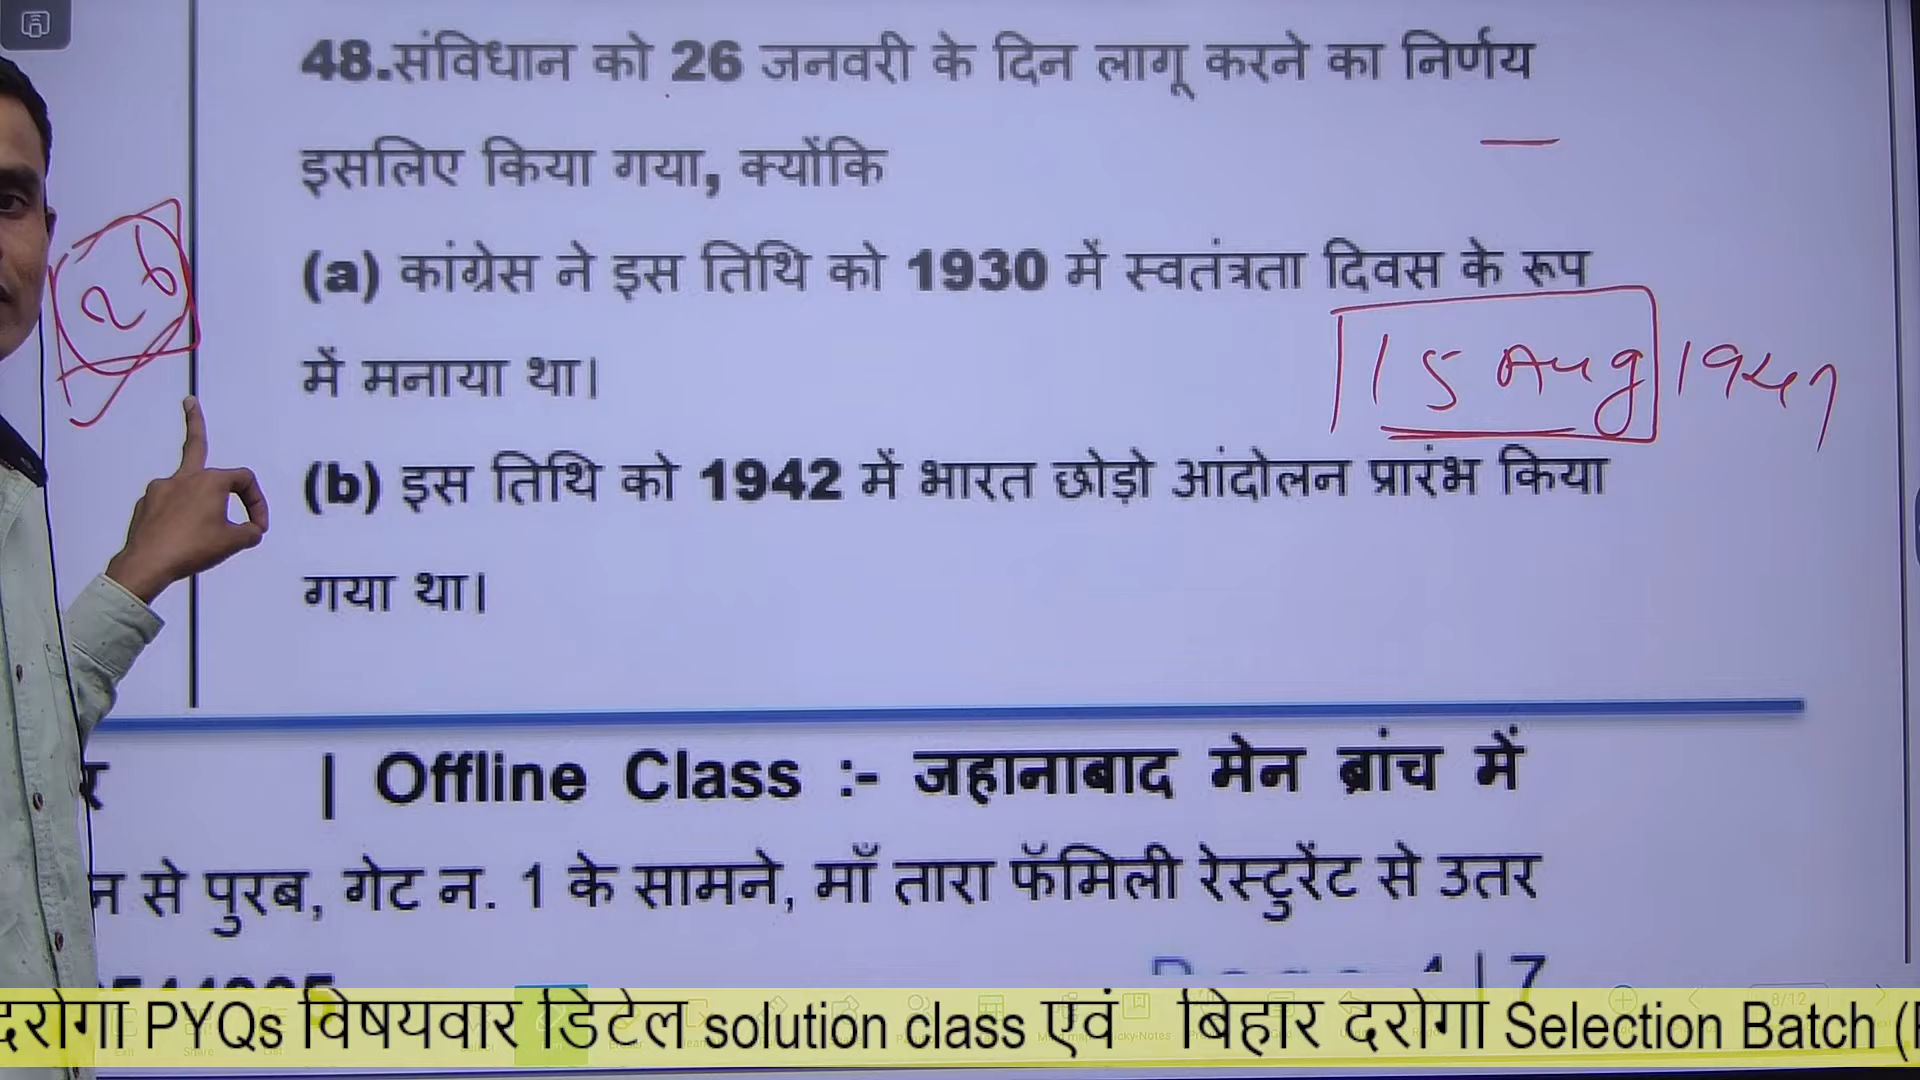 48.संविधान को 26 जनवरी के दिन लागू करने का निर्णय
इसलिए किया गया, क्योंकि
26
(a) कांग्रेस ने इस तिथि को 1930 में स्वतंत्रता दिवस के रूप
में मनाया था।
15 Aug 1947
(b) इस तिथि को 1942 में भारत छोड़ो आंदोलन प्रारंभ किया
गया था।
| Offline Class :- जहानाबाद मेन ब्रांच में
से पुरब, गेट न. 1 के सामने, माँ तारा फॅमिली रेस्टुरेंट से उतर
दरोगा PYQs विषयवार डिटेल solution class एवं बिहार दरोगा Selection Batch (